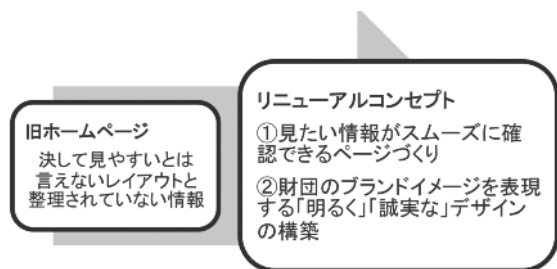 旧ホームページ
決して見やすいとは
言えないレイアウトと
整理されていない情報
リニューアルコンセプト
①見たい情報がスムーズに確
認できるページづくり
②財団のブランドイメージを表現
する「明るく」「誠実な」デザイン
の構築